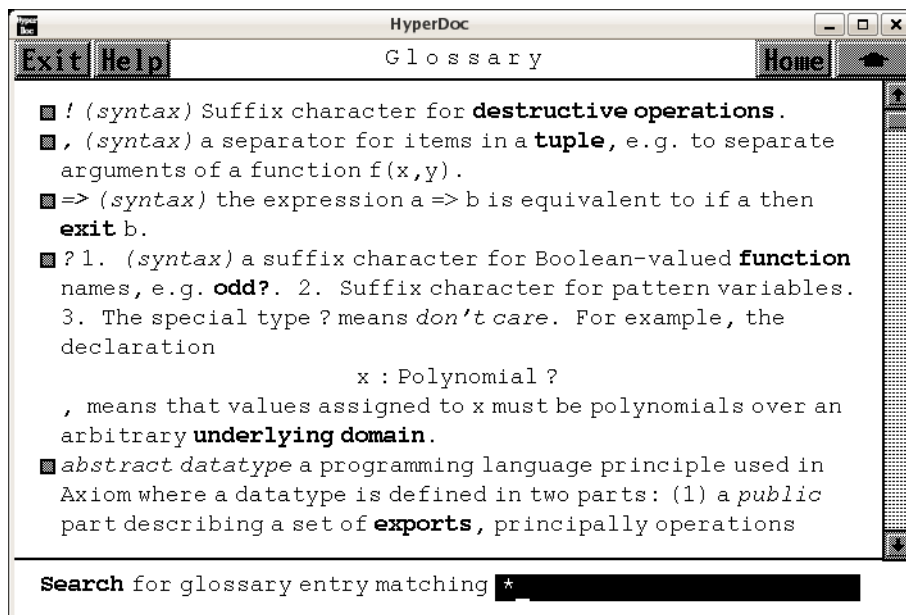 Hyper Doc
HyperDoc
Exit Help Glossary Home
! (syntax) Suffix character for destructive operations.
, (syntax) a separator for items in a tuple, e.g. to separate
arguments of a function f(x,y).
=> (syntax) the expression a => b is equivalent to if a then
exit b.
? 1. (syntax) a suffix character for Boolean-valued function
names, e.g. odd?. 2. Suffix character for pattern variables.
3. The special type ? means don't care. For example, the
declaration
x : Polynomial ?
, means that values assigned to x must be polynomials over an
arbitrary underlying domain.
abstract datatype a programming language principle used in
Axiom where a datatype is defined in two parts: (1) a public
part describing a set of exports, principally operations
Search for glossary entry matching *_